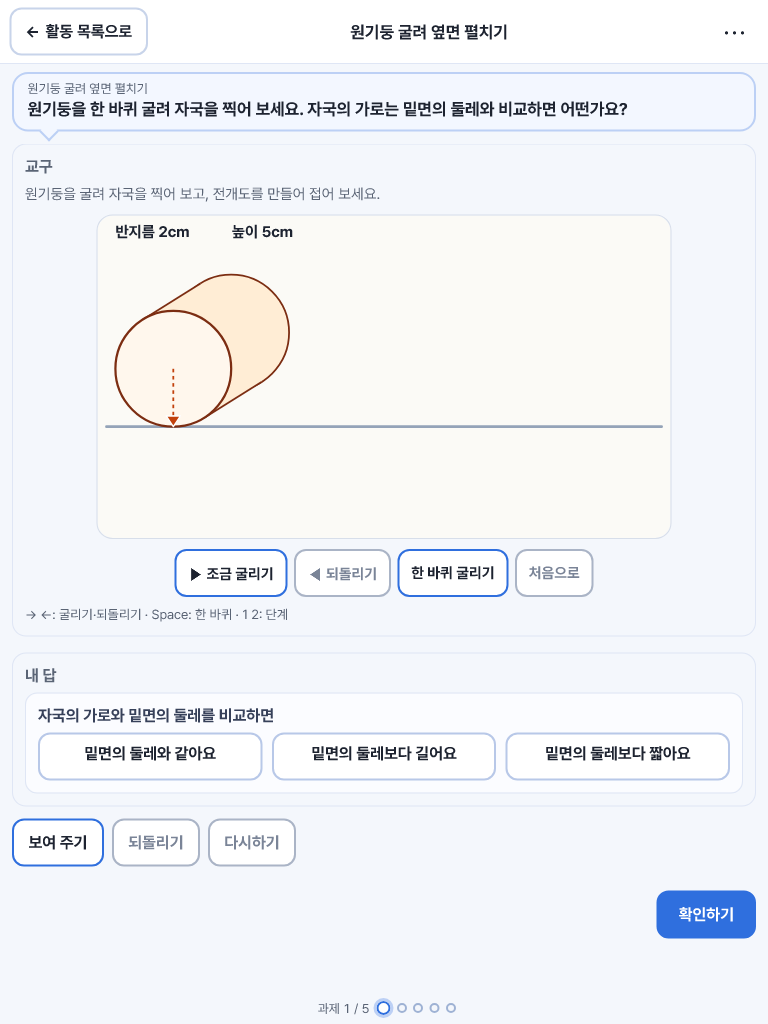 ← 활동 목록으로
원기둥 굴려 옆면 펼치기
···
원기둥 굴려 옆면 펼치기
원기둥을 한 바퀴 굴려 자국을 찍어 보세요. 자국의 가로는 밑면의 둘레와 비교하면 어떤가요?
교구
원기둥을 굴려 자국을 찍어 보고, 전개도를 만들어 접어 보세요.
반지름 2cm 높이 5cm
▶ 조금 굴리기
◀ 되돌리기
한 바퀴 굴리기
처음으로
→ ←: 굴리기·되돌리기 · Space: 한 바퀴 · 1 2: 단계
내 답
자국의 가로와 밑면의 둘레를 비교하면
밑면의 둘레와 같아요
밑면의 둘레보다 길어요
밑면의 둘레보다 짧아요
보여 주기
되돌리기
다시하기
확인하기
과제 1 / 5